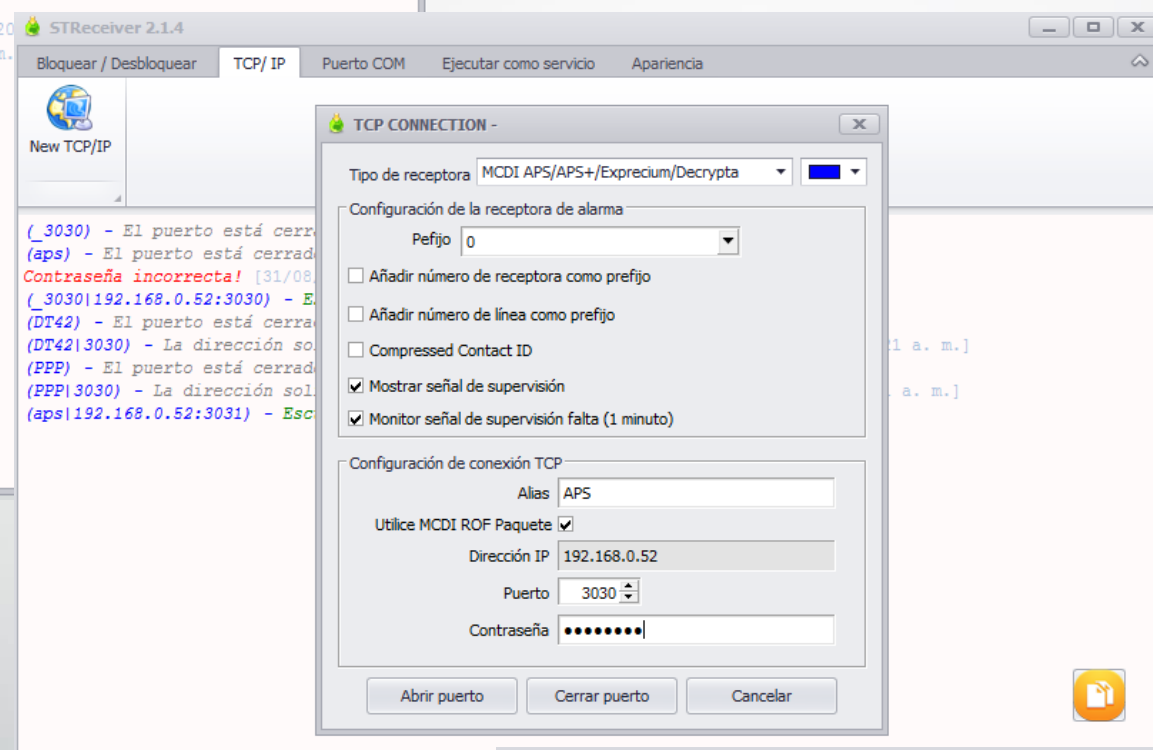 STReceiver 2.1.4
Bloquear / Desbloquear TCP/ IP Puerto COM Ejecutar como servicio Apariencia
New TCP/IP
TCP CONNECTION -
Tipo de receptora MCDI APS/APS+/Exprecium/Decrypta
Configuración de la receptora de alarma
Pefijo 0
Añadir número de receptora como prefijo
Añadir número de línea como prefijo
Compressed Contact ID
Mostrar señal de supervisión
Monitor señal de supervisión falta (1 minuto)
Configuración de conexión TCP
Alias APS
Utilice MCDI ROF Paquete
Dirección IP 192.168.0.52
Puerto 3030
Contraseña ••••••••
Abrir puerto Cerrar puerto Cancelar
(_3030) - El puerto está cerr
(aps) - El puerto está cerrad
Contraseña incorrecta! [31/08
(_3030|192.168.0.52:3030) - E
(DT42) - El puerto está cerra
(DT42|3030) - La dirección so 1 a. m.]
(PPP) - El puerto está cerrad
(PPP|3030) - La dirección sol a. m.]
(aps|192.168.0.52:3031) - Esc